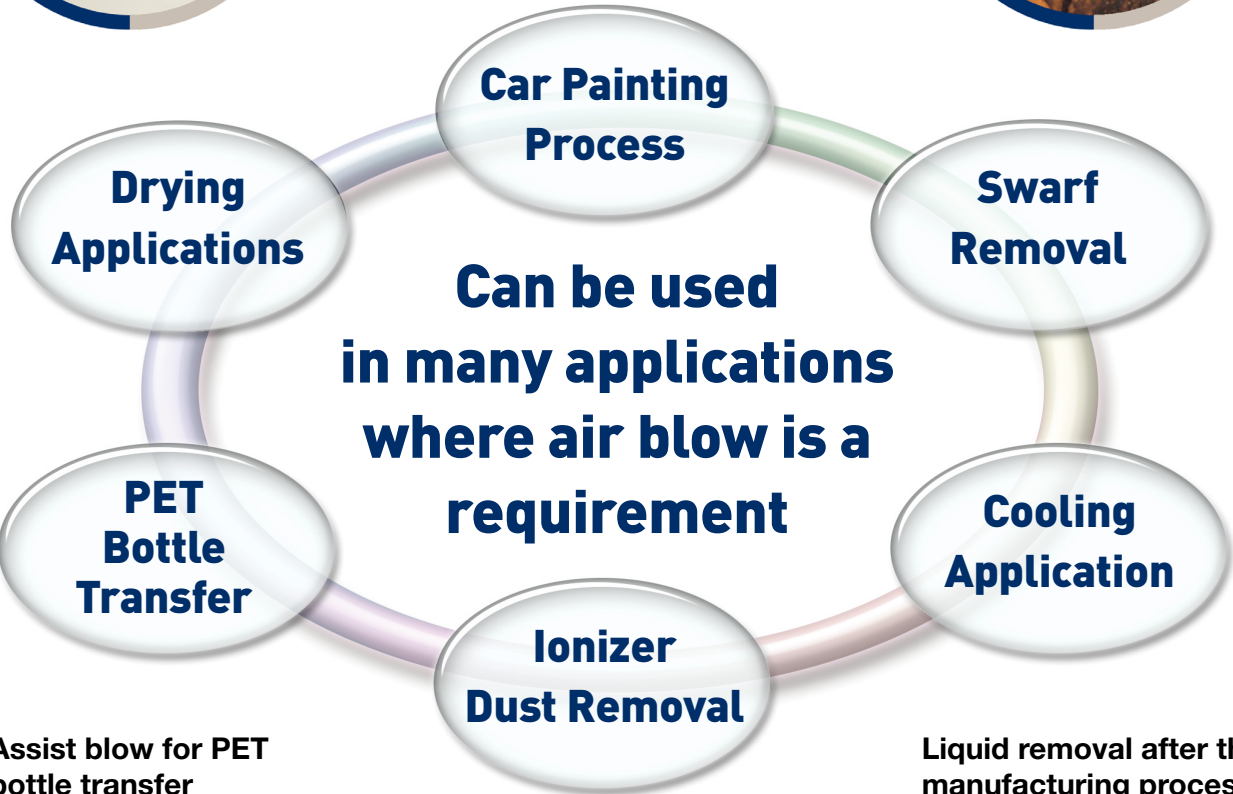 Car Painting
Process
Drying
Applications
Swarf
Removal
Can be used
in many applications
where air blow is a
requirement
PET
Bottle
Transfer
Cooling
Application
Ionizer
Dust Removal
Assist blow for PET
bottle transfer
Liquid removal after
manufacturing